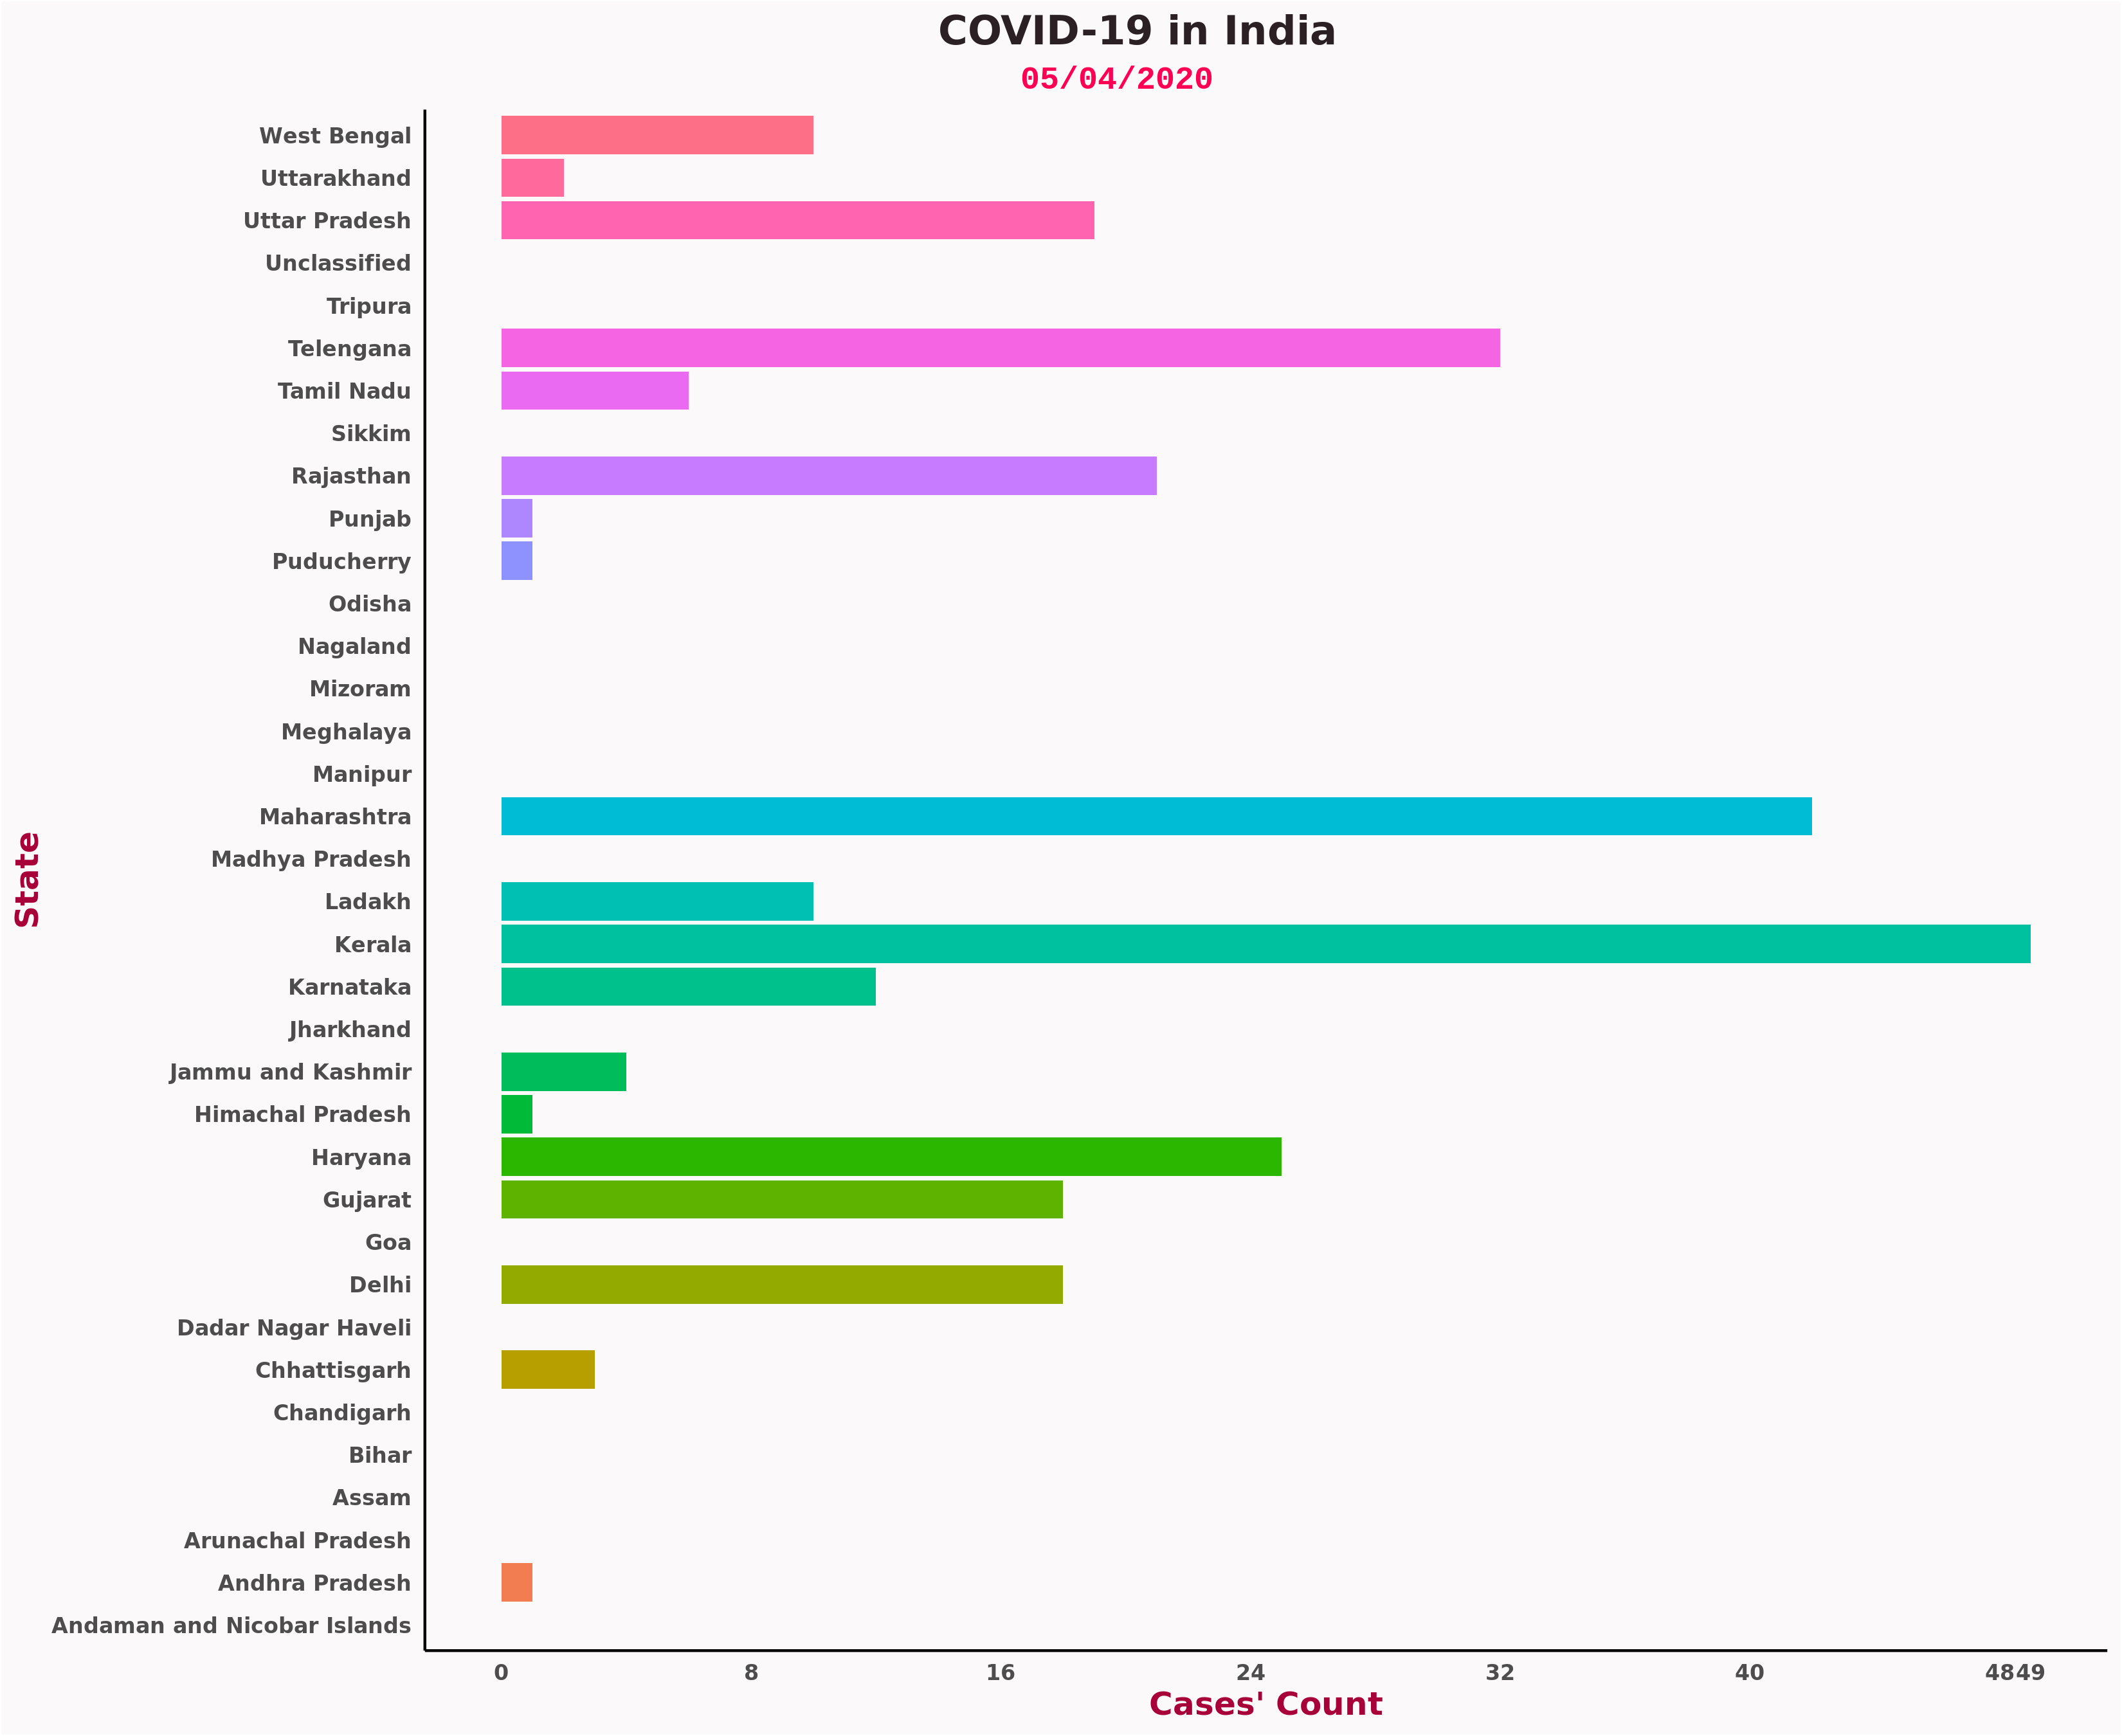 COVID-19 in India
05/04/2020
West Bengal
Uttarakhand
Uttar Pradesh
Unclassified
Tripura
Telengana
Tamil Nadu
Sikkim
Rajasthan
Punjab
Puducherry
Odisha
Nagaland
Mizoram
Meghalaya
Manipur
Maharashtra
Madhya Pradesh
Ladakh
Kerala
Karnataka
Jharkhand
Jammu and Kashmir
Himachal Pradesh
Haryana
Gujarat
Goa
Delhi
Dadar Nagar Haveli
Chhattisgarh
Chandigarh
Bihar
Assam
Arunachal Pradesh
Andhra Pradesh
Andaman and Nicobar Islands
State
0 8 16 24 32 40 48 49
Cases' Count